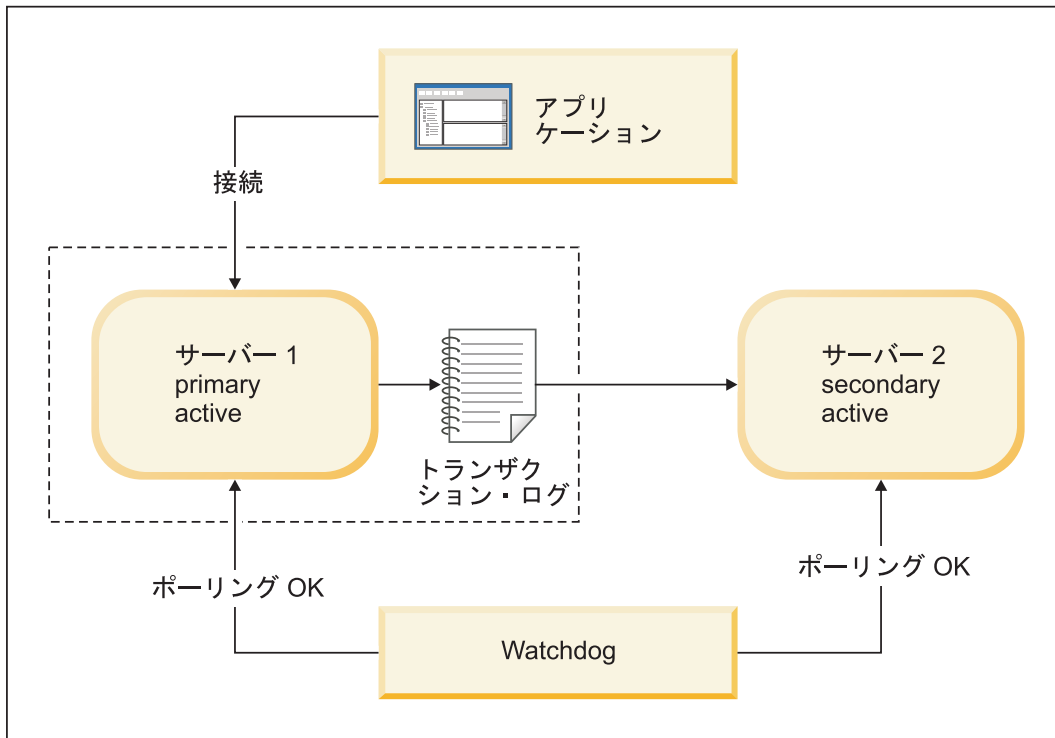 アプリ
ケーション
接続
サーバー 1
primary
active
トランザク
ション・ログ
サーバー 2
secondary
active
ポーリング OK
ポーリング OK
Watchdog